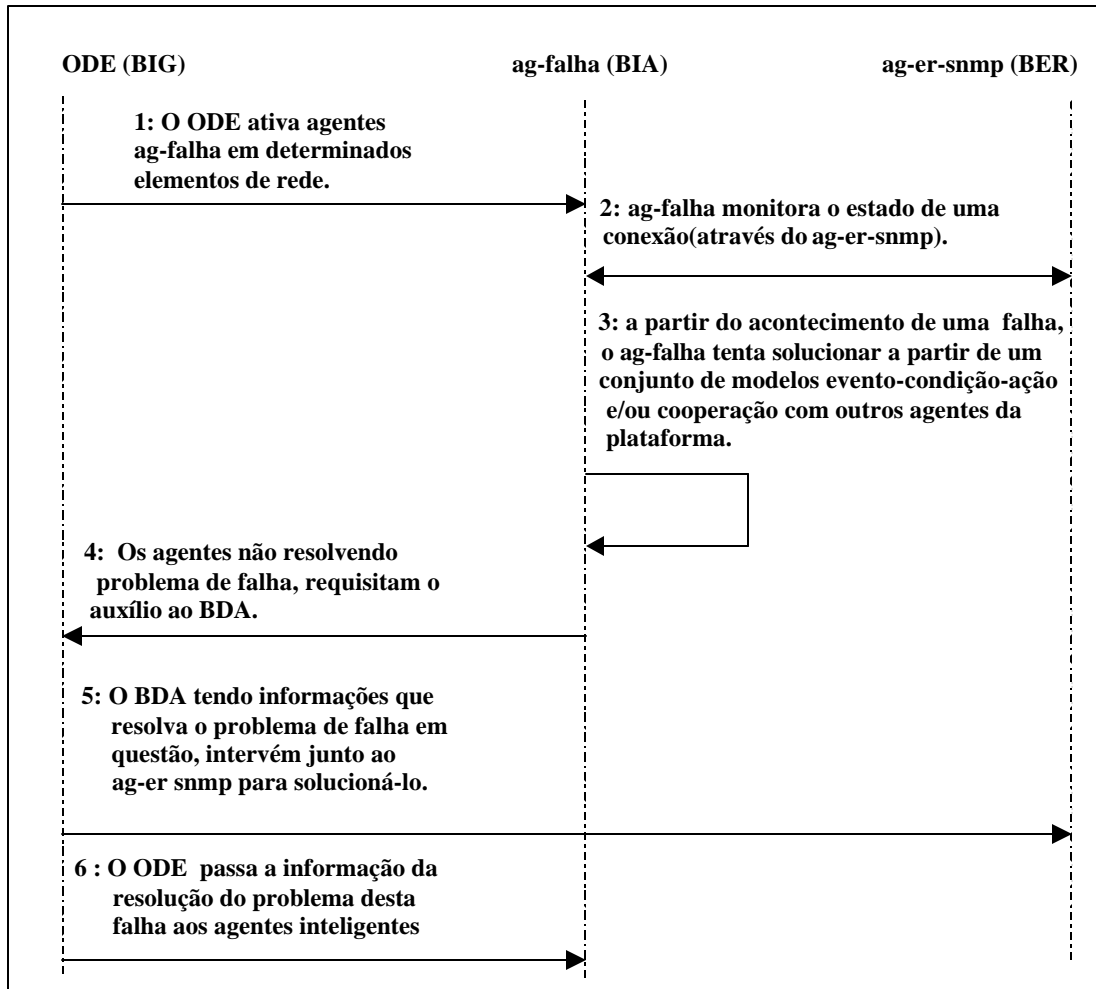 ODE (BIG) ag-falha (BIA) ag-er-snmp (BER)
1: O ODE ativa agentes
ag-falha em determinados
elementos de rede.
2: ag-falha monitora o estado de uma
conexão(através do ag-er-snmp).
3: a partir do acontecimento de uma falha,
o ag-falha tenta solucionar a partir de um
conjunto de modelos evento-condição-ação
e/ou cooperação com outros agentes da
plataforma.
4: Os agentes não resolvendo
problema de falha, requisitam o
auxílio ao BDA.
5: O BDA tendo informações que
resolva o problema de falha em
questão, intervém junto ao
ag-er snmp para solucioná-lo.
6 : O ODE passa a informação da
resolução do problema desta
falha aos agentes inteligentes